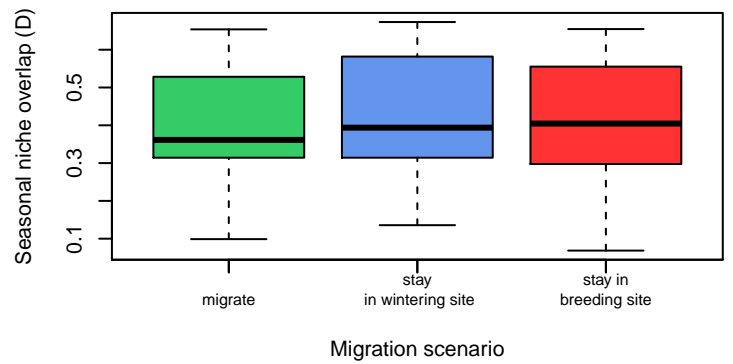 Seasonal niche overlap (D)
0.5
0.3
0.1
migrate
stay
in wintering site
stay in
breeding site
Migration scenario